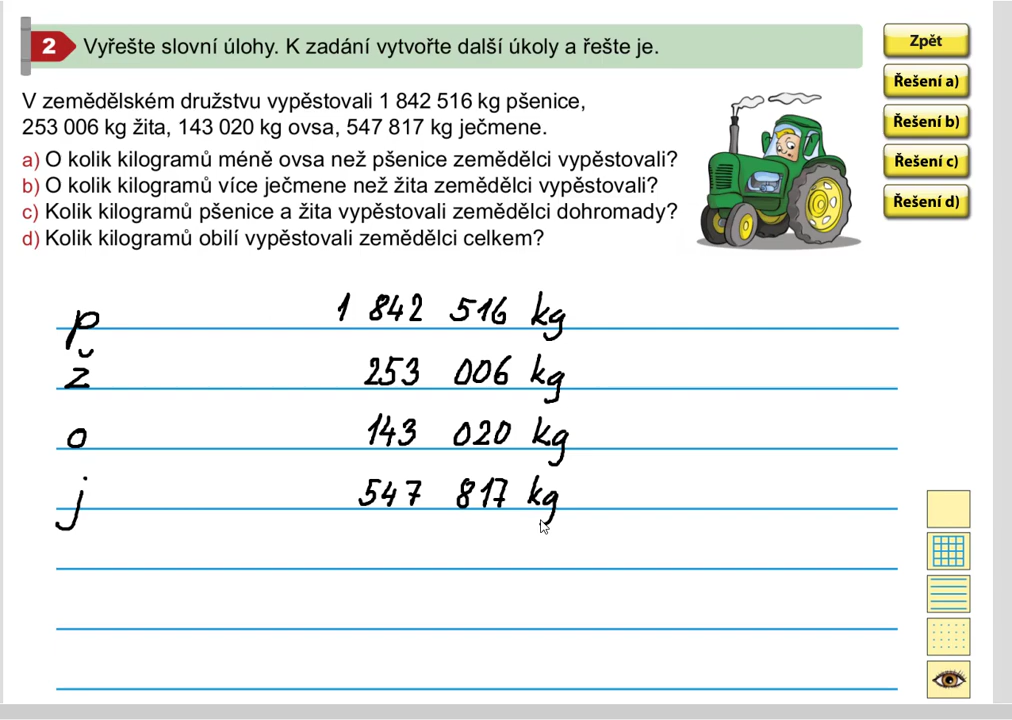 2 Vyřešte slovní úlohy. K zadání vytvořte další úkoly a řešte je.
Zpět
Řešení a)
Řešení b)
Řešení c)
Řešení d)
V zemědělském družstvu vypěstovali 1 842 516 kg pšenice,
253 006 kg žita, 143 020 kg ovsa, 547 817 kg ječmene.
a) O kolik kilogramů méně ovsa než pšenice zemědělci vypěstovali?
b) O kolik kilogramů více ječmene než žita zemědělci vypěstovali?
c) Kolik kilogramů pšenice a žita vypěstovali zemědělci dohromady?
d) Kolik kilogramů obilí vypěstovali zemědělci celkem?
p 1 842 516 kg
ž 253 006 kg
o 143 020 kg
j 547 817 kg